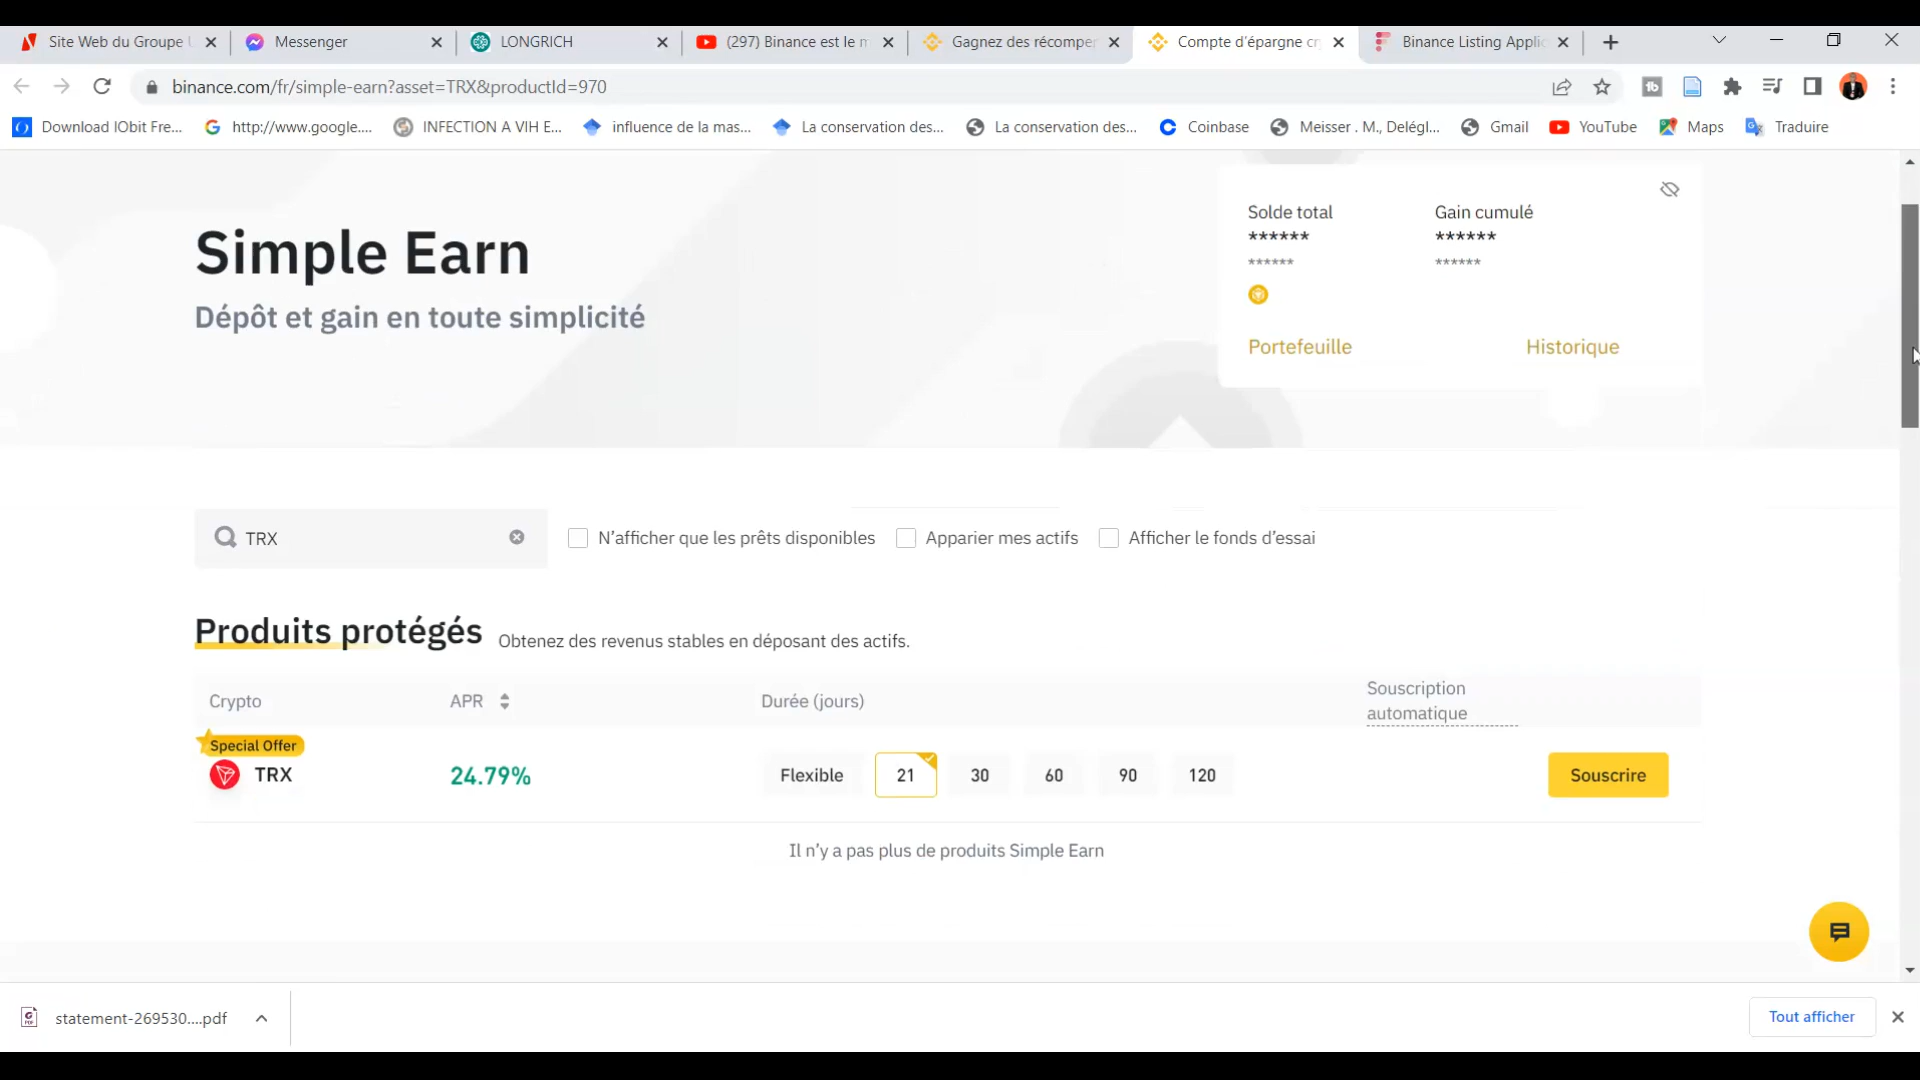 Site Web du Groupe
Messenger
LONGRICH
(297) Binance est le m
Gagnez des récompen
Compte d'épargne cr
Binance Listing Applic
binance.com/fr/simple-earn?asset=TRX&productId=970
Download IObit Fre...
http://www.google....
INFECTION A VIH E...
influence de la mas...
La conservation des...
La conservation des...
Coinbase
Meisser . M., Delégl...
Gmail
YouTube
Maps
Traduire
Simple Earn
Dépôt et gain en toute simplicité
Solde total
Gain cumulé
******
******
******
******
Portefeuille
Historique
TRX
N'afficher que les prêts disponibles
Apparier mes actifs
Afficher le fonds d'essai
Produits protégés
Obtenez des revenus stables en déposant des actifs.
Crypto
APR
Durée (jours)
Souscription
automatique
Special Offer
TRX
24.79%
Flexible
21
30
60
90
120
Souscrire
Il n'y a pas plus de produits Simple Earn
statement-269530....pdf
Tout afficher